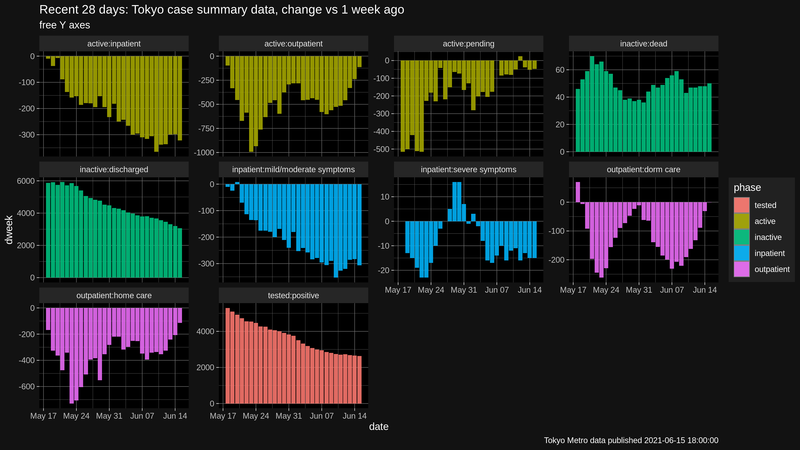 Recent 28 days: Tokyo case summary data, change vs 1 week ago
free Y axes
active:inpatient
active:outpatient
active:pending
inactive:dead
0
-100
-200
-300
0
-250
-500
-750
-1000
0
-100
-200
-300
-400
-500
60
40
20
0
inactive:discharged
inpatient:mild/moderate symptoms
inpatient:severe symptoms
outpatient:dorm care
6000
4000
2000
0
0
-100
-200
-300
10
0
-10
-20
0
-100
-200
May 17 May 24 May 31 Jun 07 Jun 14
May 17 May 24 May 31 Jun 07 Jun 14
outpatient:home care
tested:positive
0
-200
-400
-600
4000
2000
0
May 17 May 24 May 31 Jun 07 Jun 14
May 17 May 24 May 31 Jun 07 Jun 14
dweek
date
phase
tested
active
inactive
inpatient
outpatient
Tokyo Metro data published 2021-06-15 18:00:00